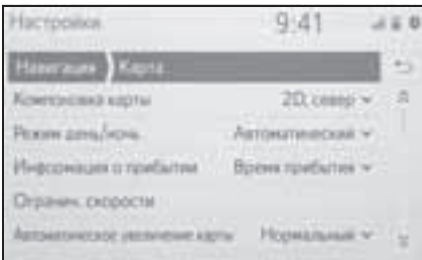 Настройка 9:41
Навигация Карта
Компоновка карты 2D, север
Режим день/ночь Автоматический
Информация о прибытии Время прибытия
Огранич. скорости
Автоматическое увеличение карты Нормальный